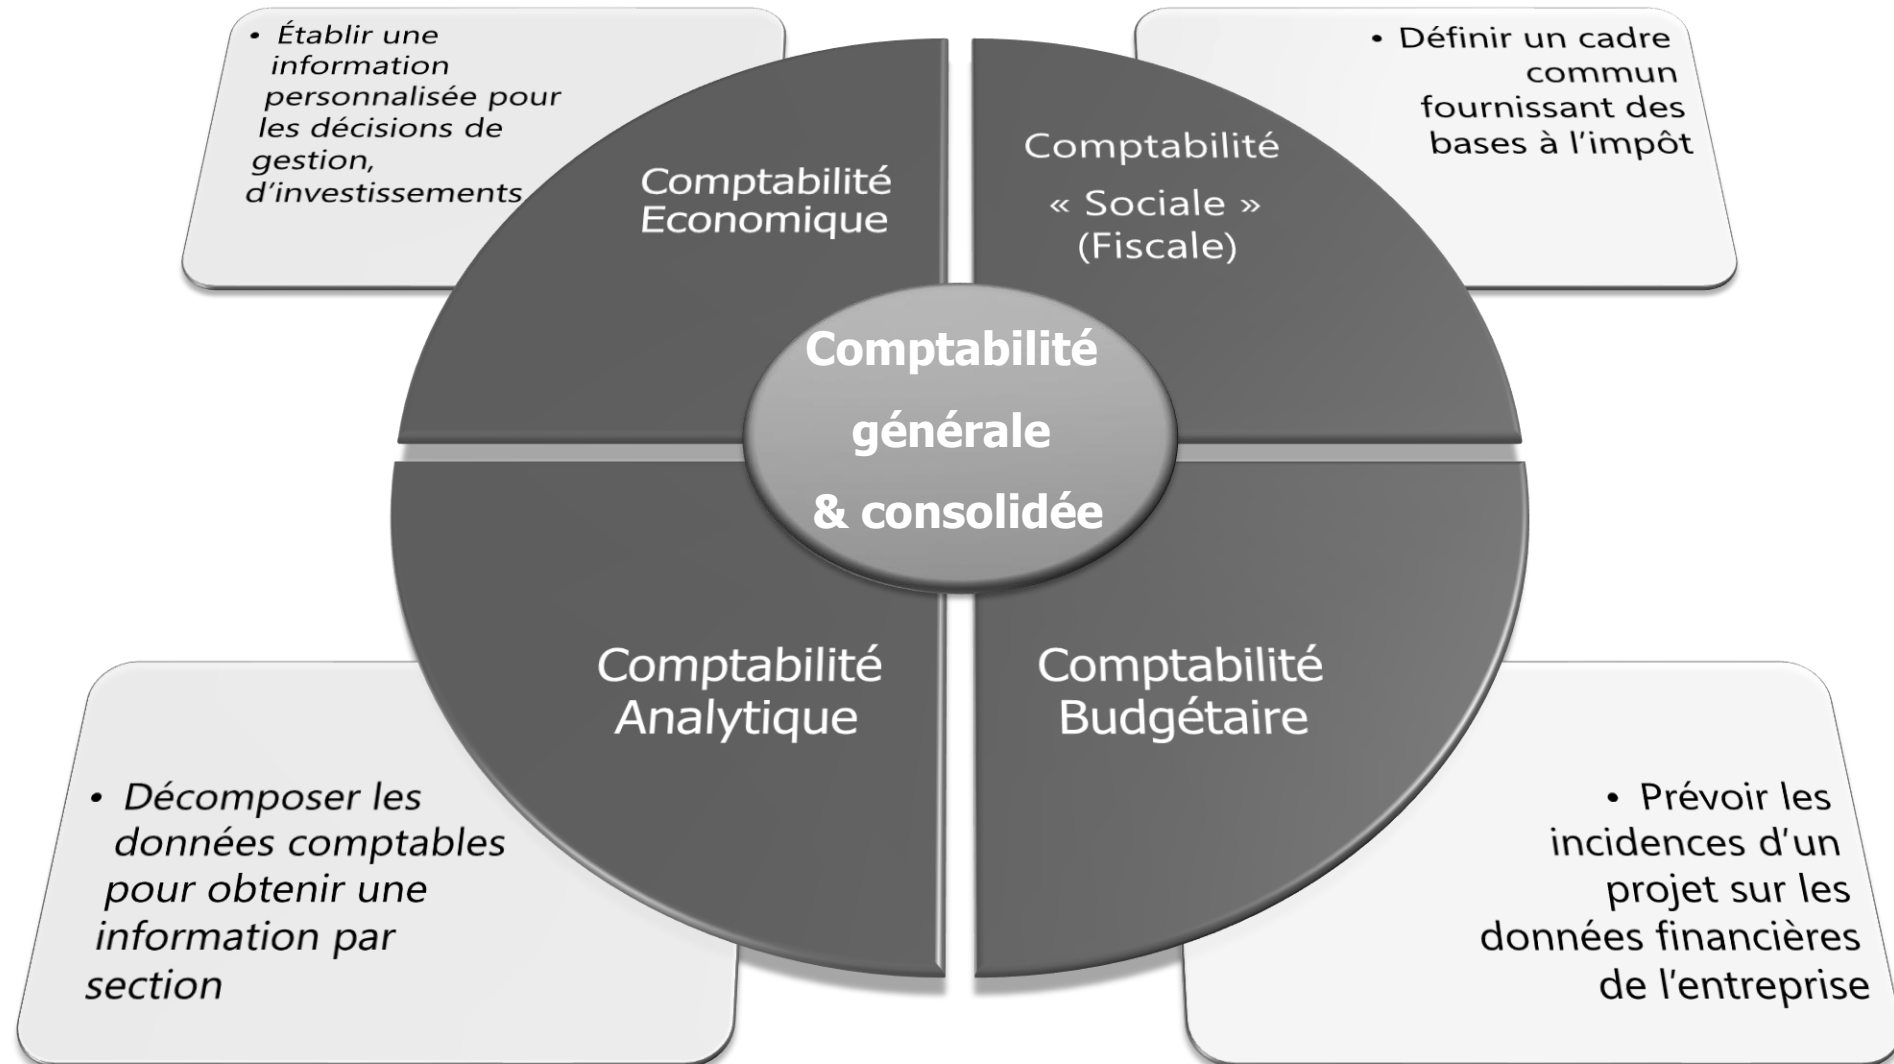 • Établir une
information
personnalisée pour
les décisions de
gestion,
d’investissements
Comptabilité
Economique
Comptabilité
« Sociale »
(Fiscale)
• Définir un cadre
commun
fournissant des
bases à l’impôt
Comptabilité
générale
& consolidée
• Décomposer les
données comptables
pour obtenir une
information par
section
Comptabilité
Analytique
Comptabilité
Budgétaire
• Prévoir les
incidences d’un
projet sur les
données financières
de l’entreprise